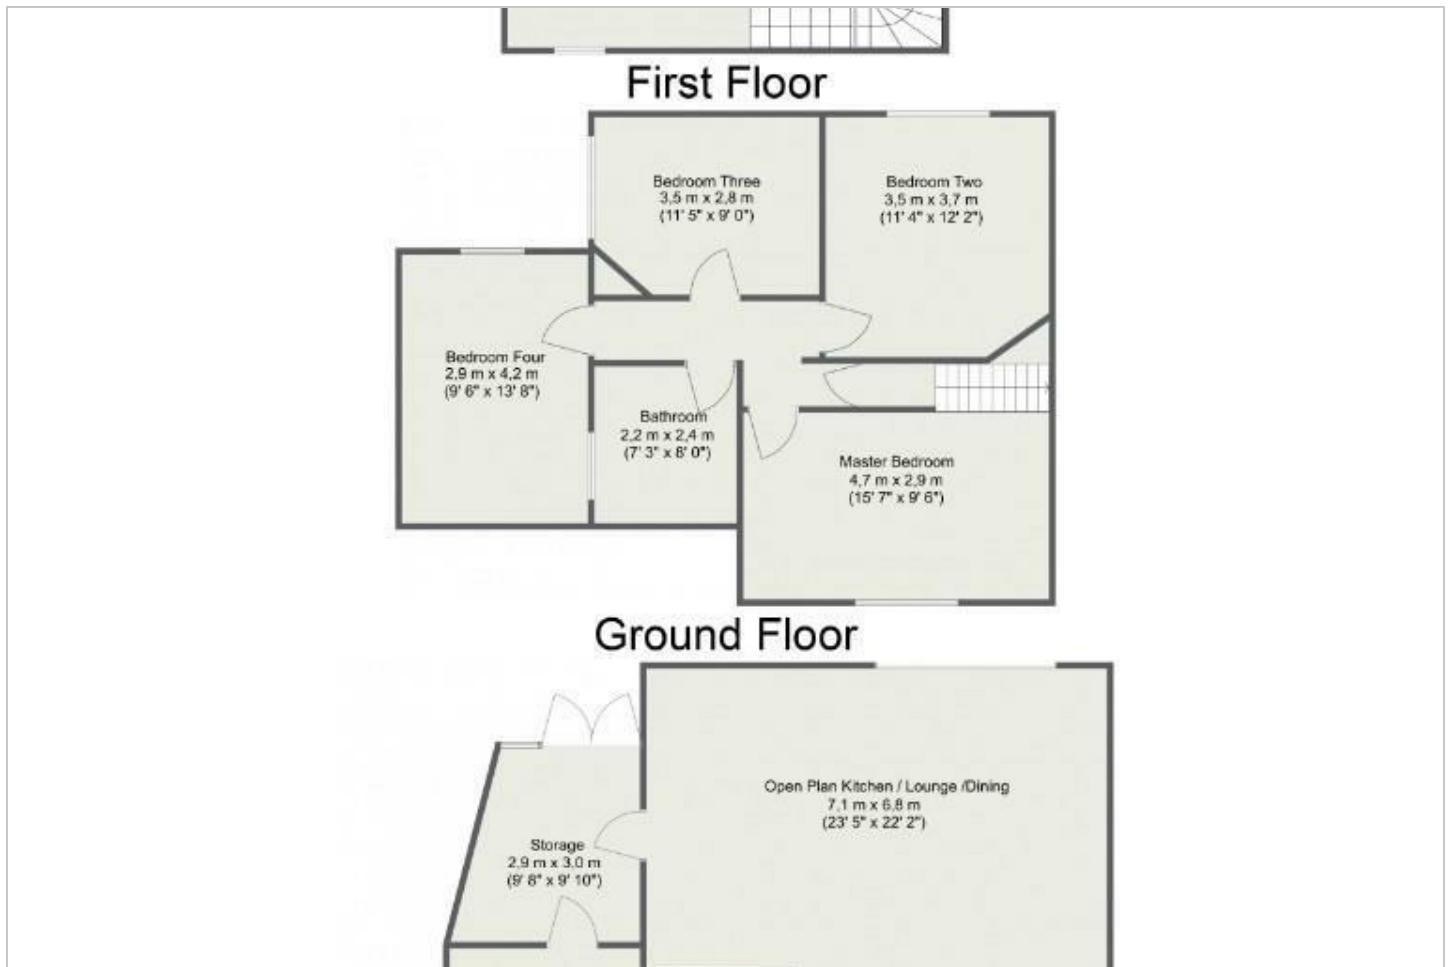 First Floor
Bedroom Three
3,5 m x 2,8 m
(11' 5" x 9' 0")
Bedroom Two
3,5 m x 3,7 m
(11' 4" x 12' 2")
Bedroom Four
2,9 m x 4,2 m
(9' 6" x 13' 8")
Bathroom
2,2 m x 2,4 m
(7' 3" x 8' 0")
Master Bedroom
4,7 m x 2,9 m
(15' 7" x 9' 6")
Ground Floor
Open Plan Kitchen / Lounge /Dining
7,1 m x 6,8 m
(23' 5" x 22' 2")
Storage
2,9 m x 3,0 m
(9' 8" x 9' 10")